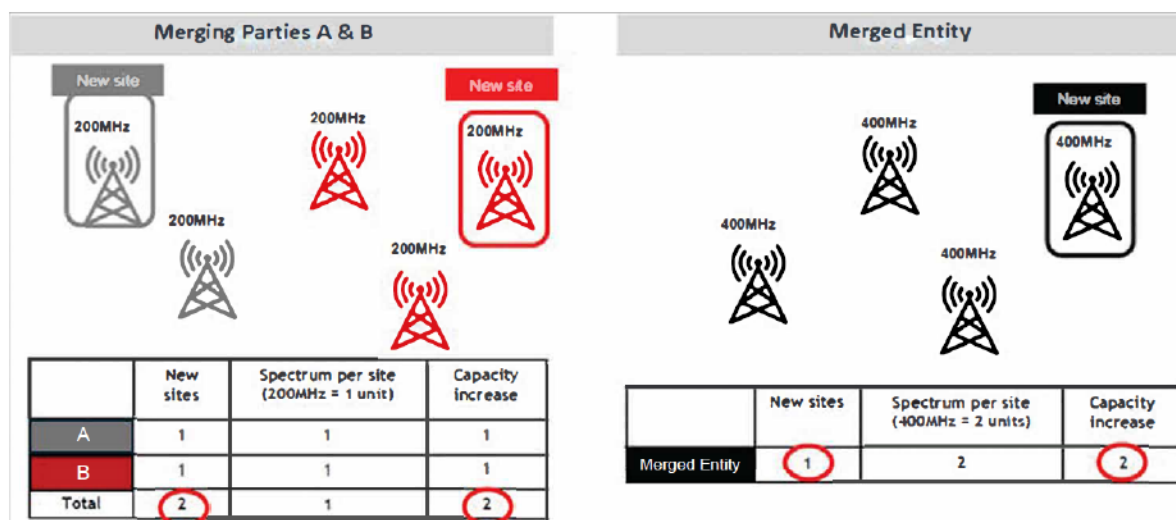 Merging Parties A & B
New site
200MHz
200MHz
200MHz
New site
200MHz
200MHz
New sites
Spectrum per site
(200MHz = 1 unit)
Capacity increase
A 1 1 1
B 1 1 1
Total 2 1 2
Merged Entity
400MHz
New site
400MHz
400MHz
400MHz
New sites
Spectrum per site
(400MHz = 2 units)
Capacity increase
Merged Entity 1 2 2